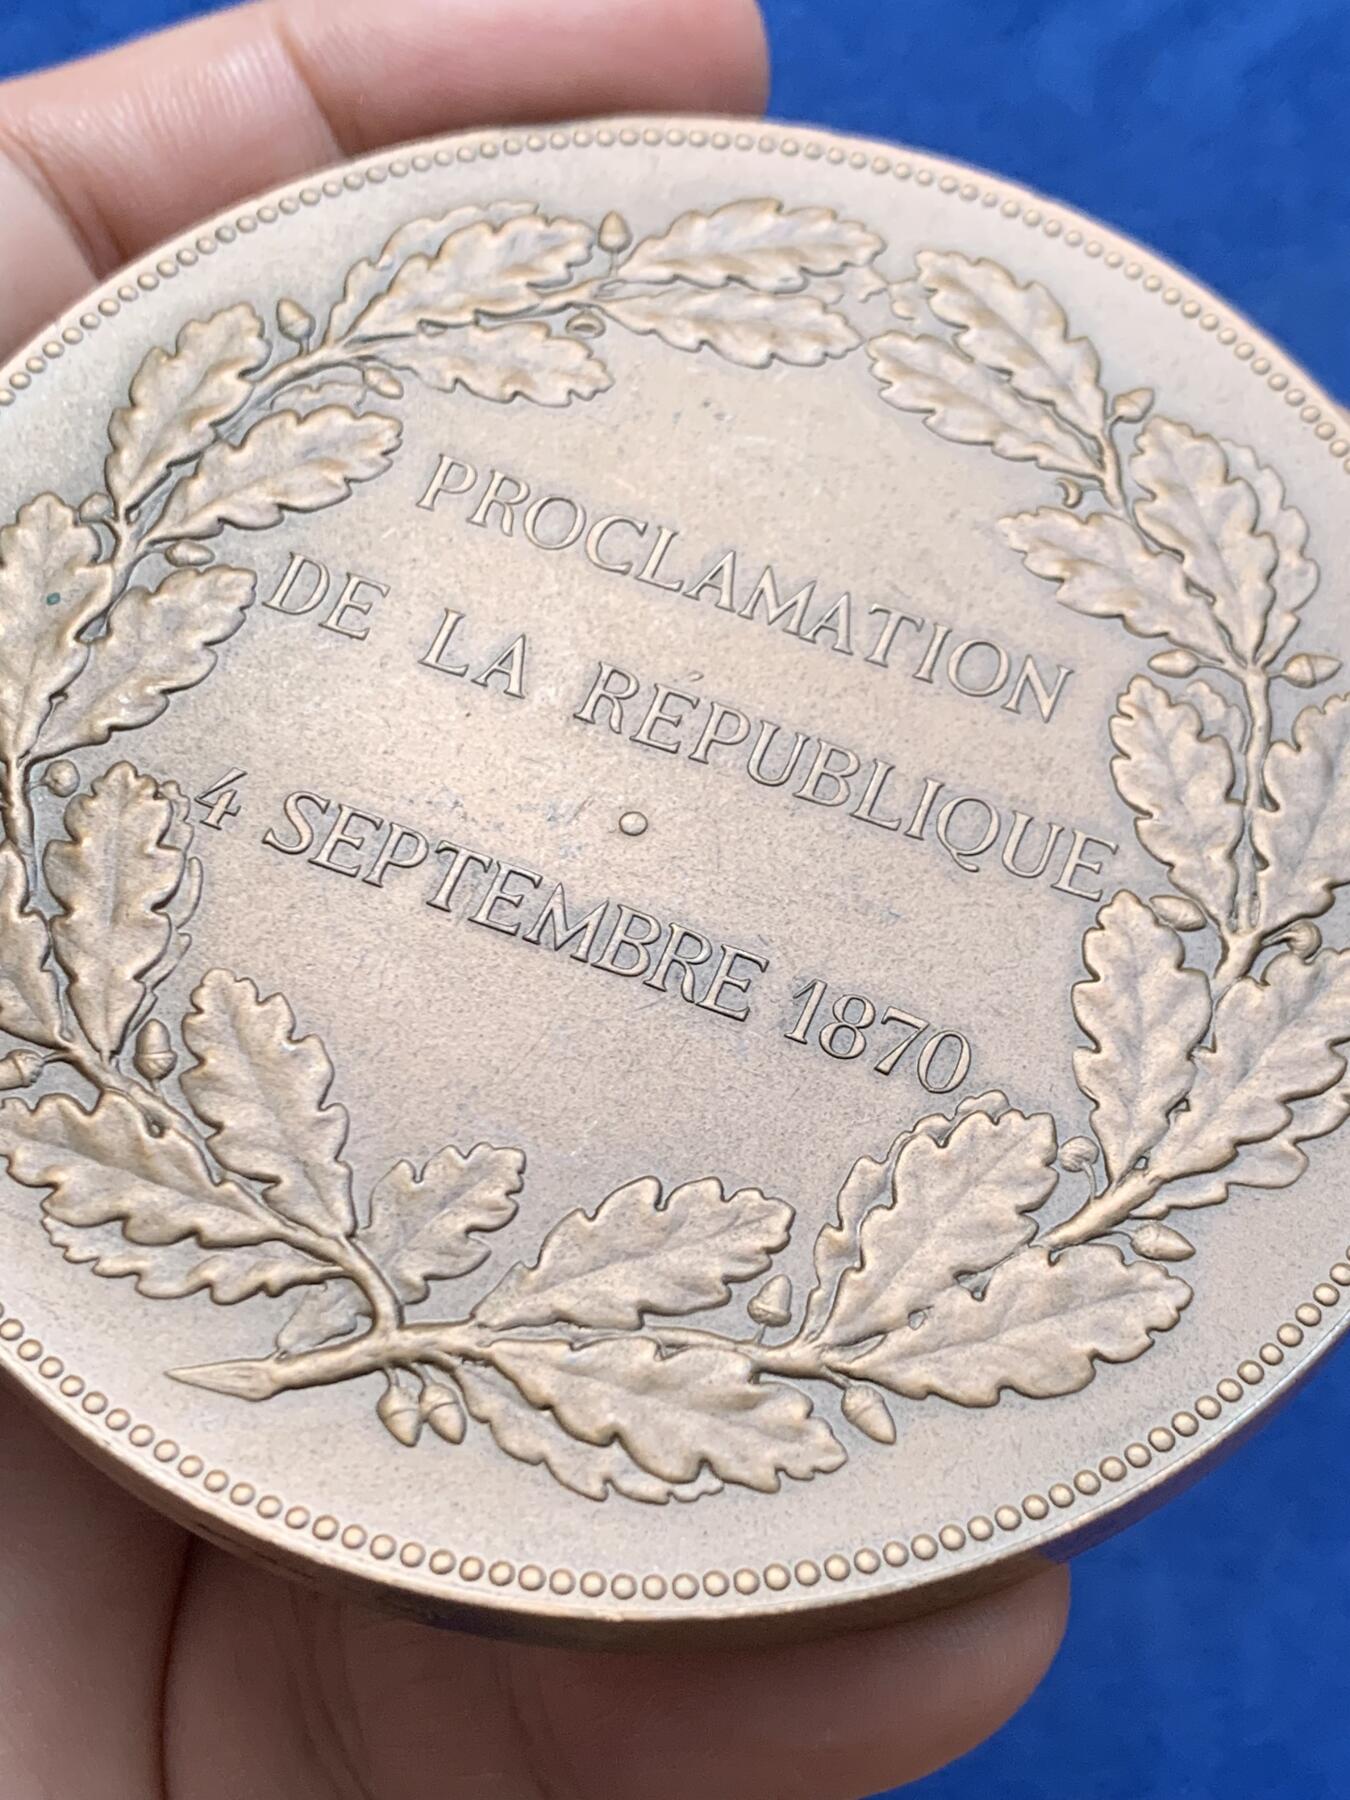 PROCLAMATION
DE LA RÉPUBLIQUE
4 SEPTEMBRE 1870